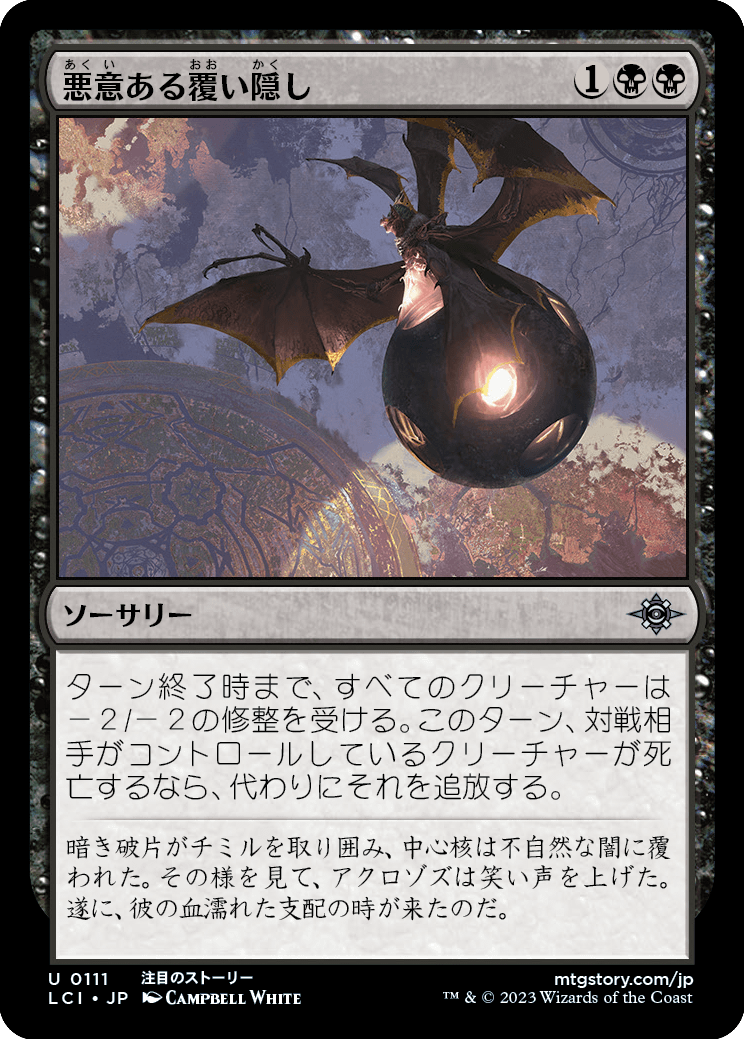 悪意ある覆い隠し
1
ソーサリー
ターン終了時まで、すべてのクリーチャーは
－２/－２の修整を受ける。このターン、対戦相
手がコントロールしているクリーチャーが死
亡するなら、代わりにそれを追放する。
暗き破片がチミルを取り囲み、中心核は不自然な闇に覆
われた。その様を見て、アクロゾズは笑い声を上げた。
遂に、彼の血濡れた支配の時が来たのだ。
U 0111 注目のストーリー mtgstory.com/jp
LCI • JP Campbell White ™ & © 2023 Wizards of the Coast